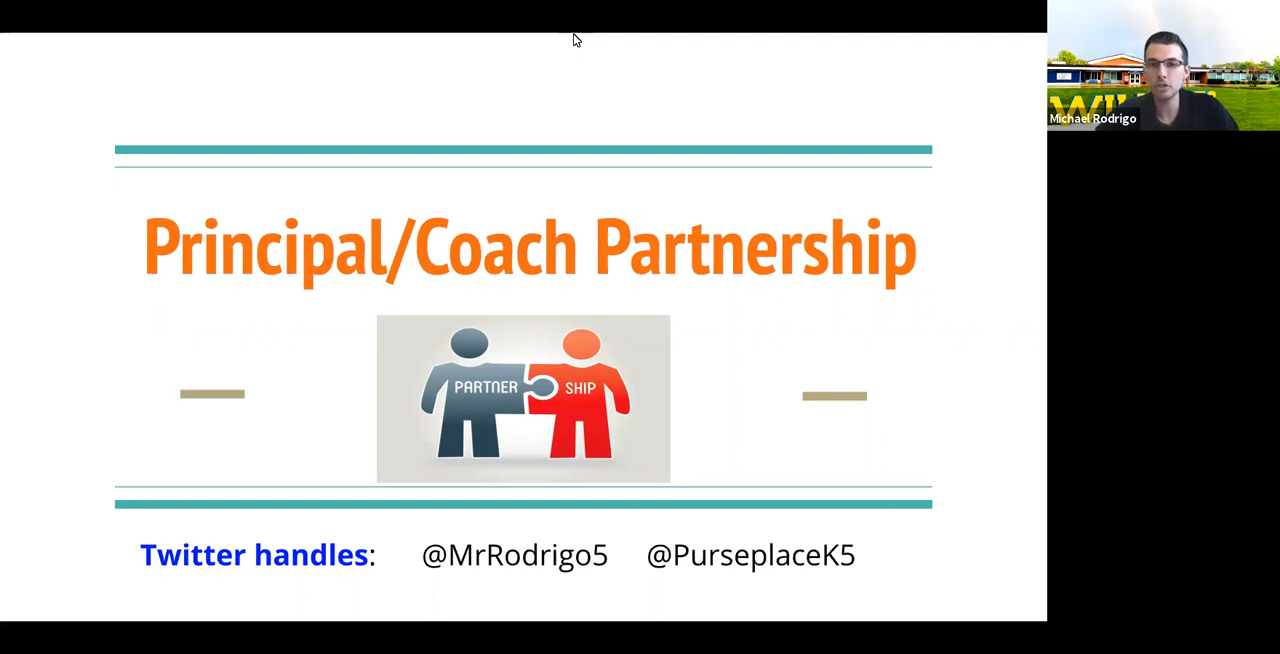 Principal/Coach Partnership
PARTNER SHIP
Twitter handles: @MrRodrigo5 @PurseplaceK5
Michael Rodrigo